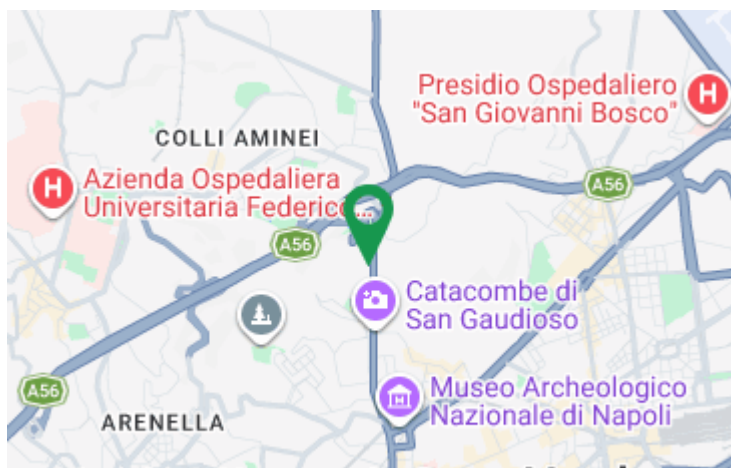 Presidio Ospedaliero
"San Giovanni Bosco"
H
COLLI AMINEI
H
Azienda Ospedaliera
Universitaria Federico...
A56
A56
Catacombe di
San Gaudioso
A56
Museo Archeologico
Nazionale di Napoli
ARENELLA